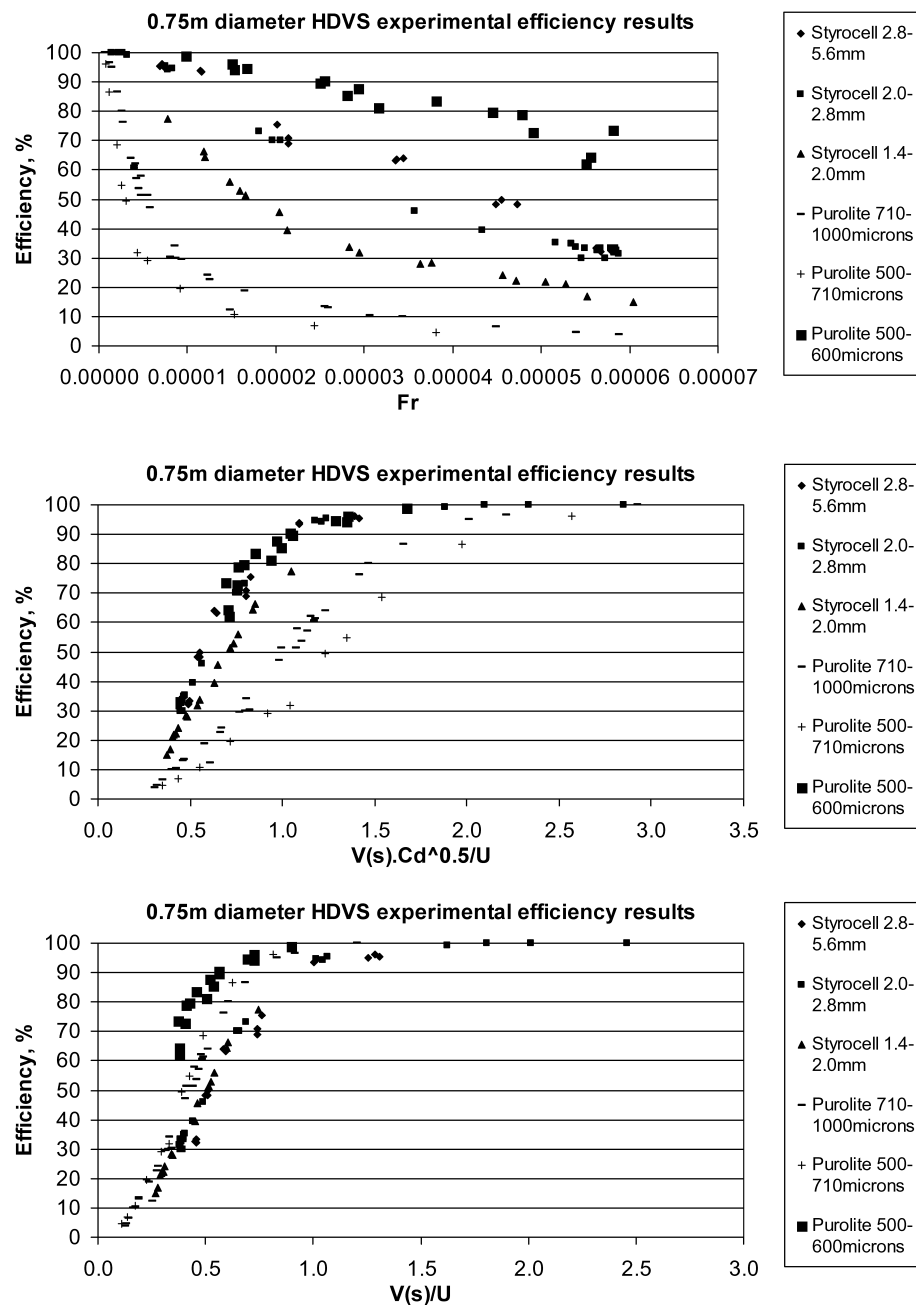 0.75m diameter HDVS experimental efficiency results
Efficiency, %
100
90
80
70
60
50
40
30
20
10
0
0.00000 0.00001 0.00002 0.00003 0.00004 0.00005 0.00006 0.00007
Fr
Styrocell 2.8-
5.6mm
Styrocell 2.0-
2.8mm
Styrocell 1.4-
2.0mm
Purolite 710-
1000microns
Purolite 500-
710microns
Purolite 500-
600microns
0.75m diameter HDVS experimental efficiency results
Efficiency, %
100
90
80
70
60
50
40
30
20
10
0
0.0 0.5 1.0 1.5 2.0 2.5 3.0 3.5
V(s).Cd^0.5/U
Styrocell 2.8-
5.6mm
Styrocell 2.0-
2.8mm
Styrocell 1.4-
2.0mm
Purolite 710-
1000microns
Purolite 500-
710microns
Purolite 500-
600microns
0.75m diameter HDVS experimental efficiency results
Efficiency, %
100
90
80
70
60
50
40
30
20
10
0
0.0 0.5 1.0 1.5 2.0 2.5 3.0
V(s)/U
Styrocell 2.8-
5.6mm
Styrocell 2.0-
2.8mm
Styrocell 1.4-
2.0mm
Purolite 710-
1000microns
Purolite 500-
710microns
Purolite 500-
600microns